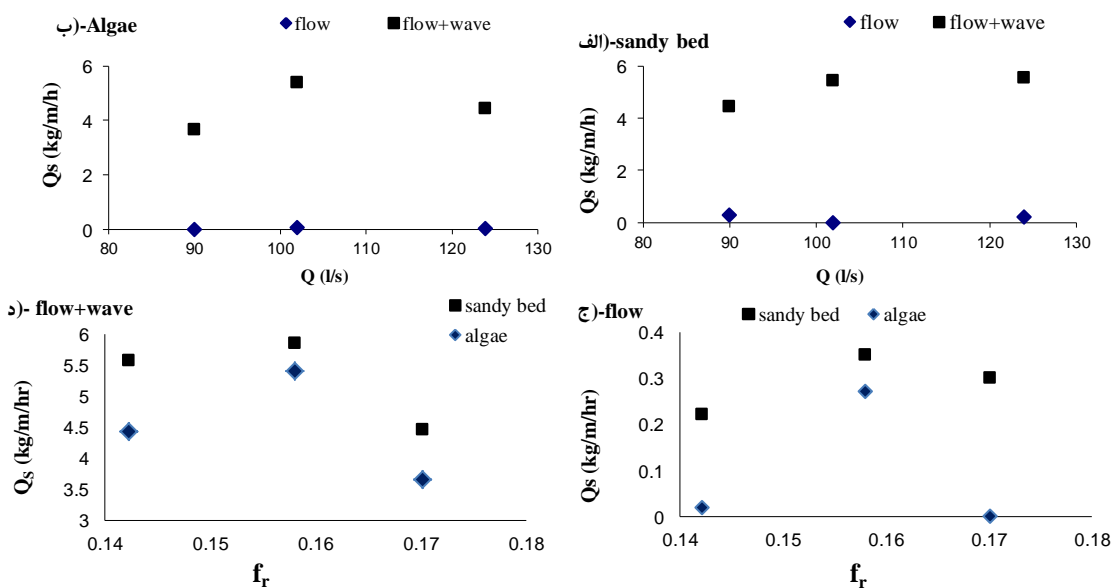 ب)-Algae
flow
flow+wave
Qs (kg/m/h)
6
4
2
0
80
90
100
110
120
130
Q (l/s)
الف)-sandy bed
flow
flow+wave
Qs (kg/m/h)
6
4
2
0
80
90
100
110
120
130
Q (l/s)
د)- flow+wave
sandy bed
algae
Qs (kg/m/hr)
6
5.5
5
4.5
4
3.5
3
0.14
0.15
0.16
0.17
0.18
fr
ج)-flow
sandy bed
algae
Qs (kg/m/hr)
0.4
0.3
0.2
0.1
0
0.14
0.15
0.16
0.17
0.18
fr